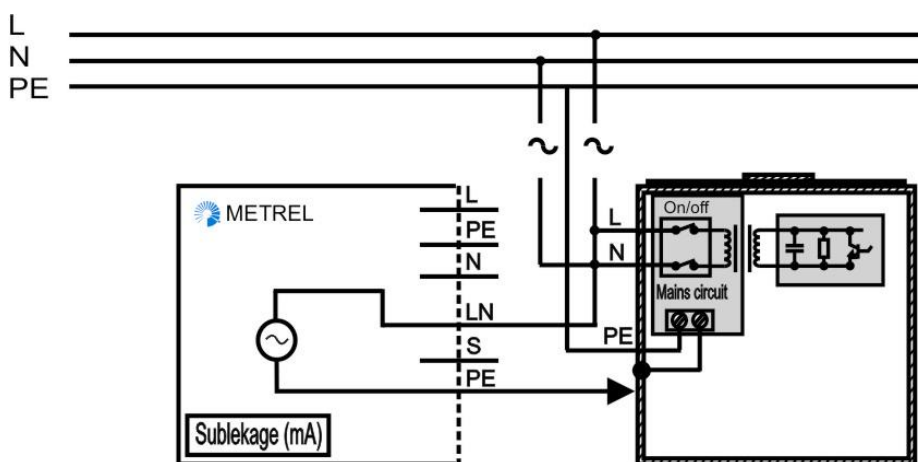 L
N
PE
METREL
L
PE
N
LN
S
PE
Sublekage (mA)
L
N
PE
On/off
Mains circuit